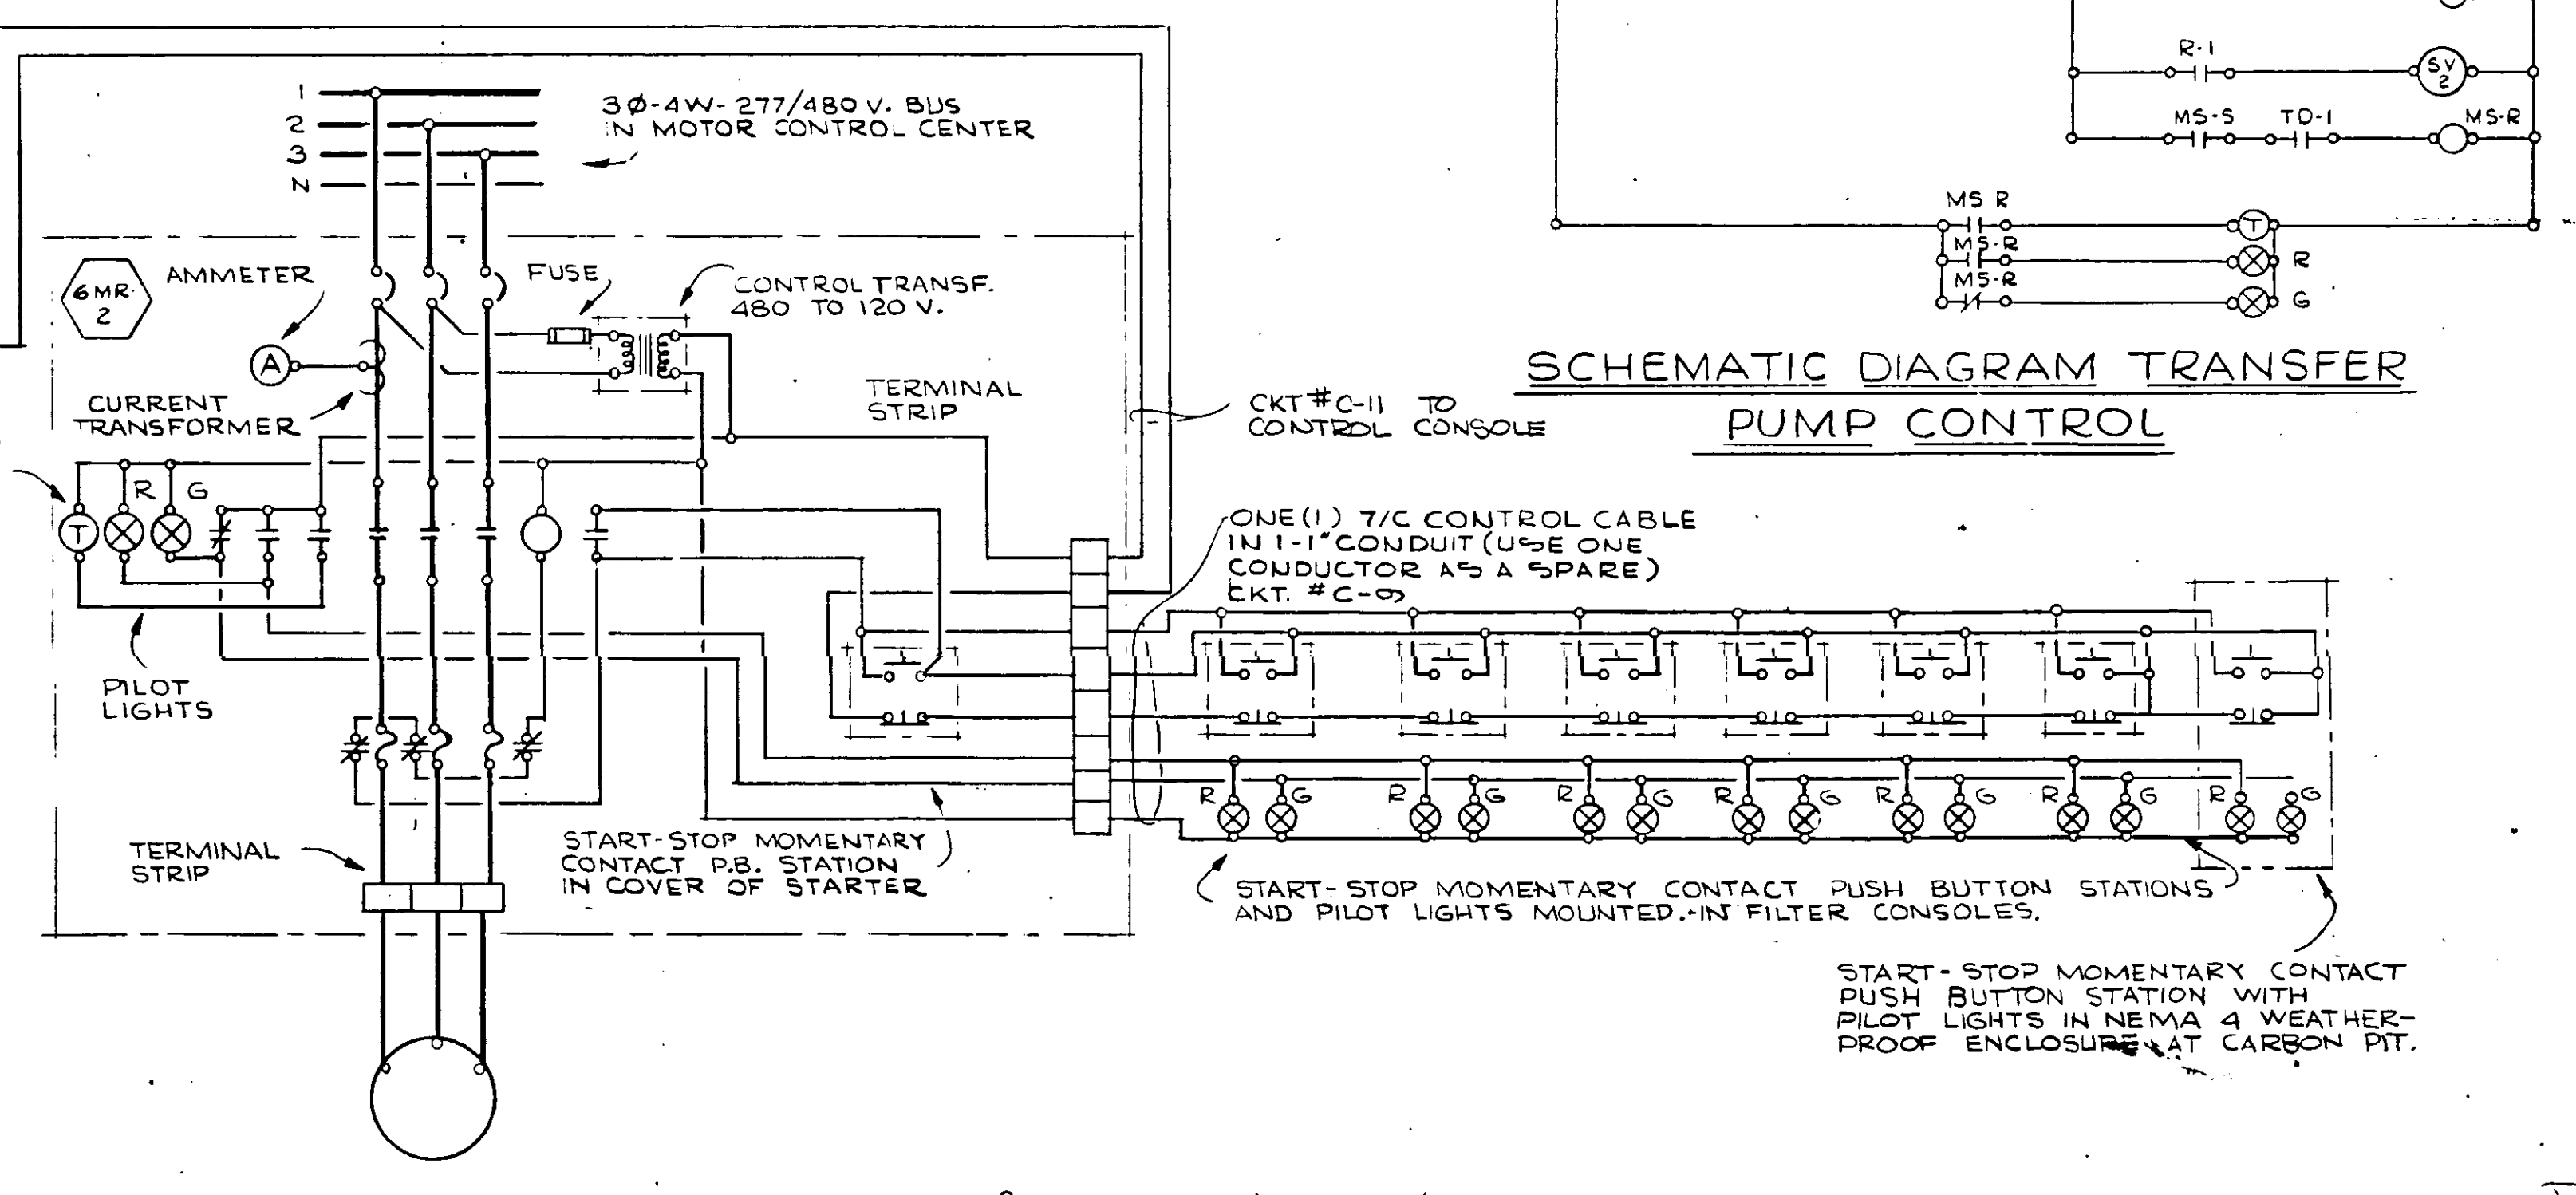 1
2
3
N
3Ø-4W-277/480 V. BUS
IN MOTOR CONTROL CENTER
6 MR-
2
AMMETER
FUSE
CONTROL TRANSF.
480 TO 120 V.
A
CURRENT
TRANSFORMER
TERMINAL
STRIP
CKT #C-11 TO
CONTROL CONSOLE
R G
T
PILOT
LIGHTS
TERMINAL
STRIP
START-STOP MOMENTARY
CONTACT P.B. STATION
IN COVER OF STARTER
ONE(1) 7/C CONTROL CABLE
IN 1-1" CONDUIT (USE ONE
CONDUCTOR AS A SPARE)
CKT. #C-9
R G R G R G R G R G R G R G
START-STOP MOMENTARY CONTACT PUSH BUTTON STATIONS
AND PILOT LIGHTS MOUNTED IN FILTER CONSOLES.
START-STOP MOMENTARY CONTACT
PUSH BUTTON STATION WITH
PILOT LIGHTS IN NEMA 4 WEATHER-
PROOF ENCLOSURE AT CARBON PIT.
R-1
SV
2
MS-S TD-1 MS-R
MS R
T
MS-R
R
MS-R
G
SCHEMATIC DIAGRAM TRANSFER
PUMP CONTROL